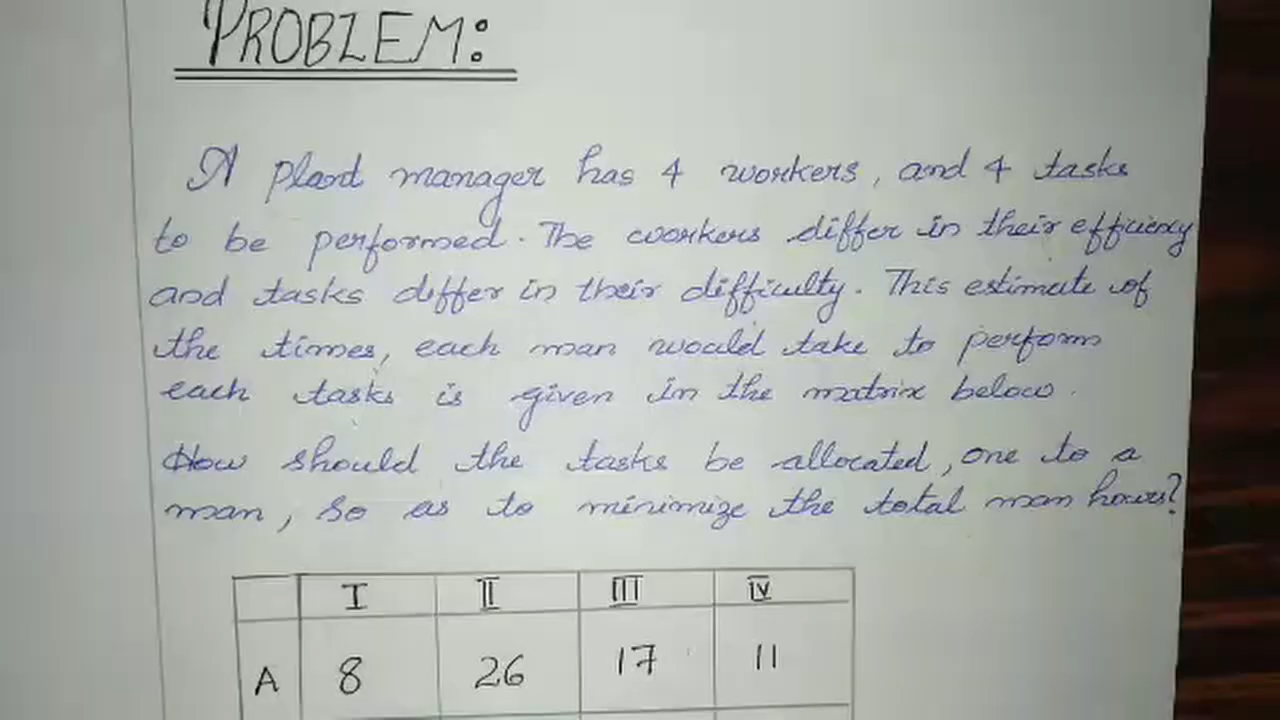 PROBLEM:
A plant manager has 4 workers, and 4 tasks
to be performed. The workers differ in their efficiency
and tasks differ in their difficulty. This estimate of
the times, each man would take to perform
each tasks is given in the matrix below.
How should the tasks be allocated, one to a
man, so as to minimize the total man hours?
I II III IV
A 8 26 17 11